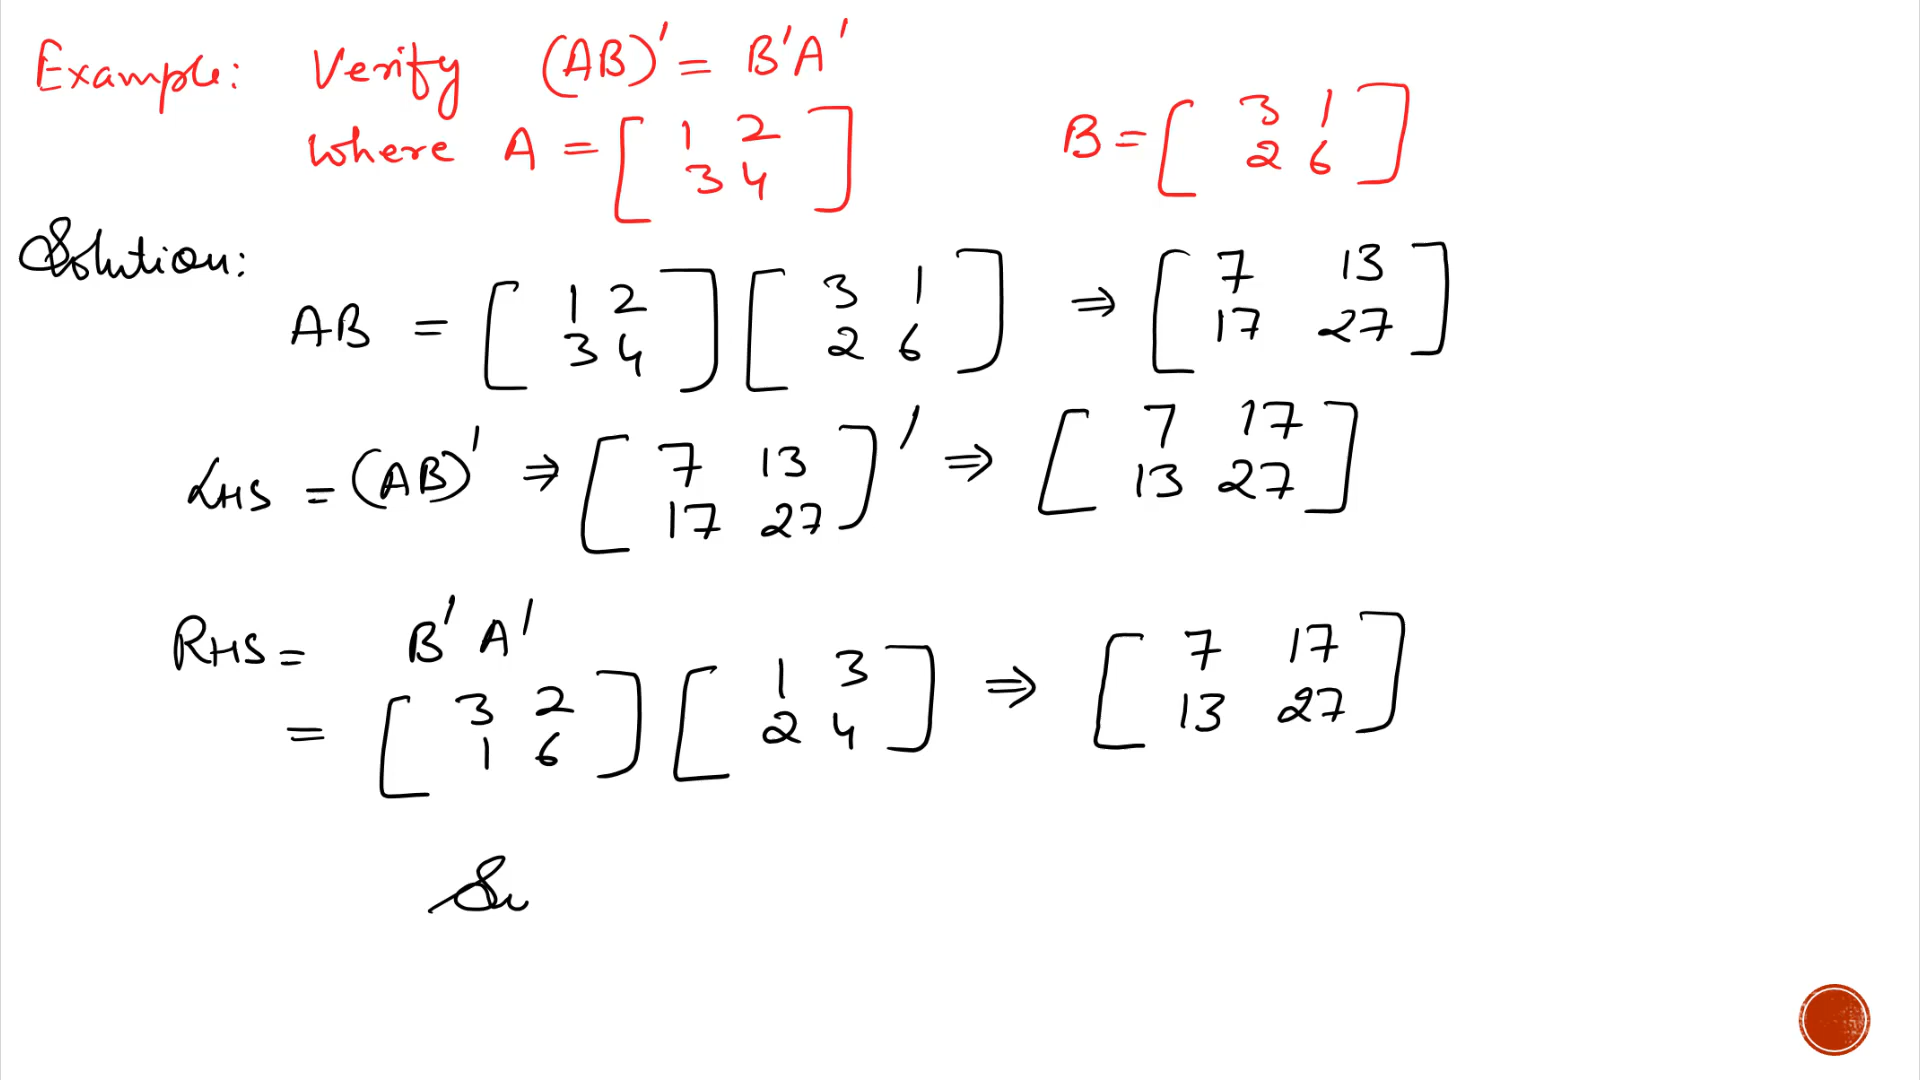 Example: Verify (AB)' = B'A'
where A = [ 1 2 B = [ 3 1 ]
3 4 ] 2 6
Solution:
AB = [ 1 2 ] [ 3 1 ] ⇒ [ 7 13 ]
3 4 2 6 17 27
LHS = (AB)' ⇒ [ 7 13 ]' ⇒ [ 7 17 ]
17 27 13 27
RHS = B' A'
= [ 3 2 ] [ 1 3 ] ⇒ [ 7 17 ]
1 6 2 4 13 27